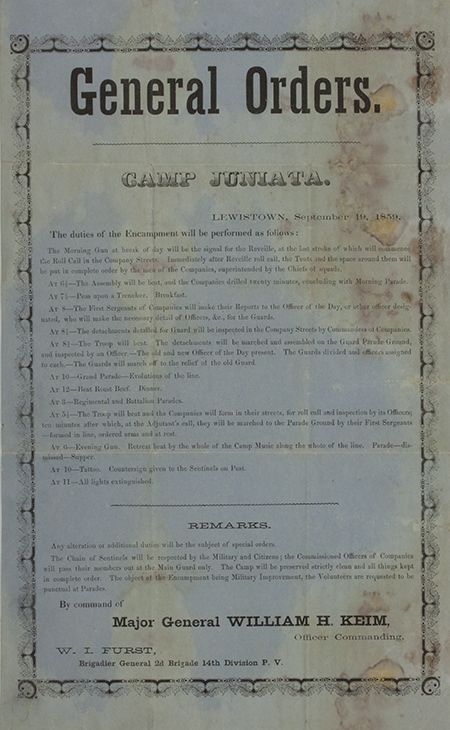 General Orders.
CAMP JUNIATA.
LEWISTOWN, September 19, 1859.
The duties of the Encampment will be performed as follows:
The Morning Gun at break of day will be the signal for the Reveille, at the last stroke of which will commence
the Roll Call in the Company Streets. Immediately after Reveille roll call, the Tents and the space around them will
be put in complete order by the men of the Companies, superintended by the Chiefs of squads.
At 6½—The Assembly will be beat, and the Companies drilled twenty minutes, concluding with Morning Parade.
At 7½—Peas upon a Trencher. Breakfast.
At 8—The First Sergeants of Companies will make their Reports to the Officer of the Day, or other officer desig-
nated, who will make the necessary detail of Officers, &c., for the Guards.
At 8¼—The detachments detailed for Guard will be inspected in the Company Streets by Commanders of Companies.
At 8½—The Troop will beat. The detachments will be marched and assembled on the Guard Parade Ground,
and inspected by an Officer.—The old and new Officer of the Day present. The Guards divided and officers assigned
to each.—The Guards will march off to the relief of the old Guard.
At 10—Grand Parade—Evolutions of the line.
At 12—Beat Roast Beef. Dinner.
At 3—Regimental and Battalion Parades.
At 5½—The Troop will beat and the Companies will form in their streets, for roll call and inspection by its Officers;
ten minutes after which, at the Adjutant's call, they will be marched to the Parade Ground by their First Sergeants
—formed in line, ordered arms and at rest.
At 6—Evening Gun. Retreat beat by the whole of the Camp Music along the whole of the line. Parade—dis-
missed—Supper.
At 10—Tattoo. Countersign given to the Sentinels on Post.
At 11—All lights extinguished.
REMARKS.
Any alteration or additional duties will be the subject of special orders.
The Chain of Sentinels will be respected by the Military and Citizens; the Commissioned Officers of Companies
will pass their members out at the Main Guard only. The Camp will be preserved strictly clean and all things kept
in complete order. The object of the Encampment being Military Improvement, the Volunteers are requested to be
punctual at Parades.
By command of
Major General WILLIAM H. KEIM,
Officer Commanding.
W. I. FURST,
Brigadier General 2d Brigade 14th Division P. V.